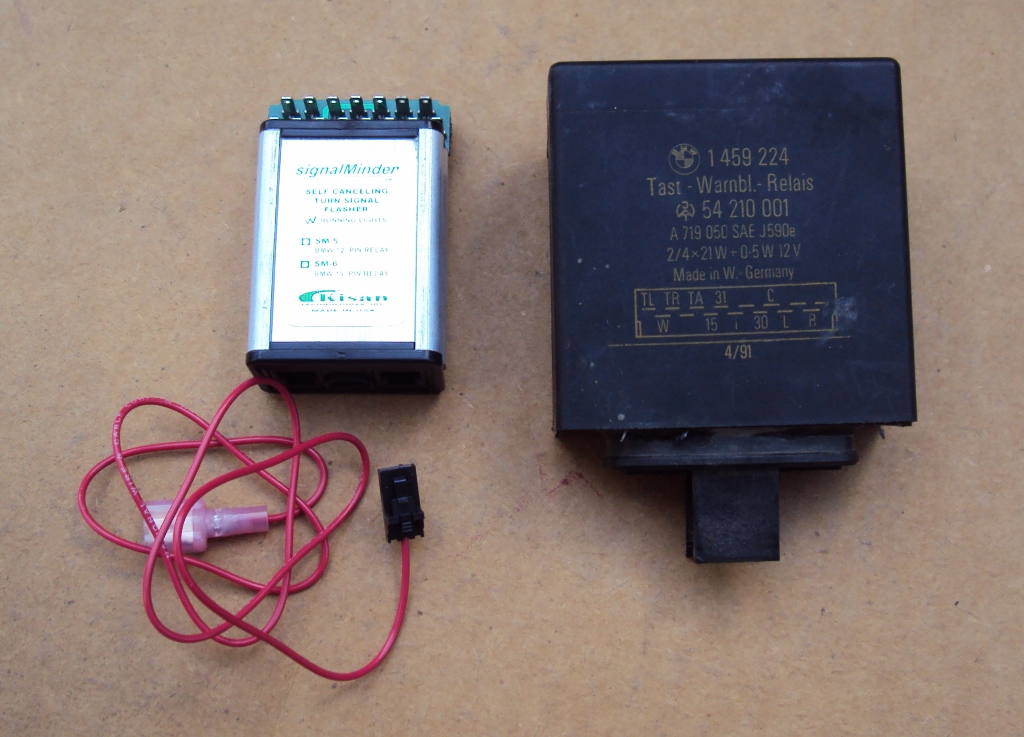 signalMinder
SELF CANCELING
TURN SIGNAL
FLASHER
RUNNING LIGHTS
SM-5
BMW 12 PIN RELAY
SM-6
BMW 15 PIN RELAY
Kisan
MADE IN USA
BMW 1 459 224
Tast - Warnbl.- Relais
54 210 001
A 719 050 SAE J590e
2/4×21W+0·5W 12V
Made in W.-Germany
TL TR TA 31 C
W 15 i 30 L R
4/91